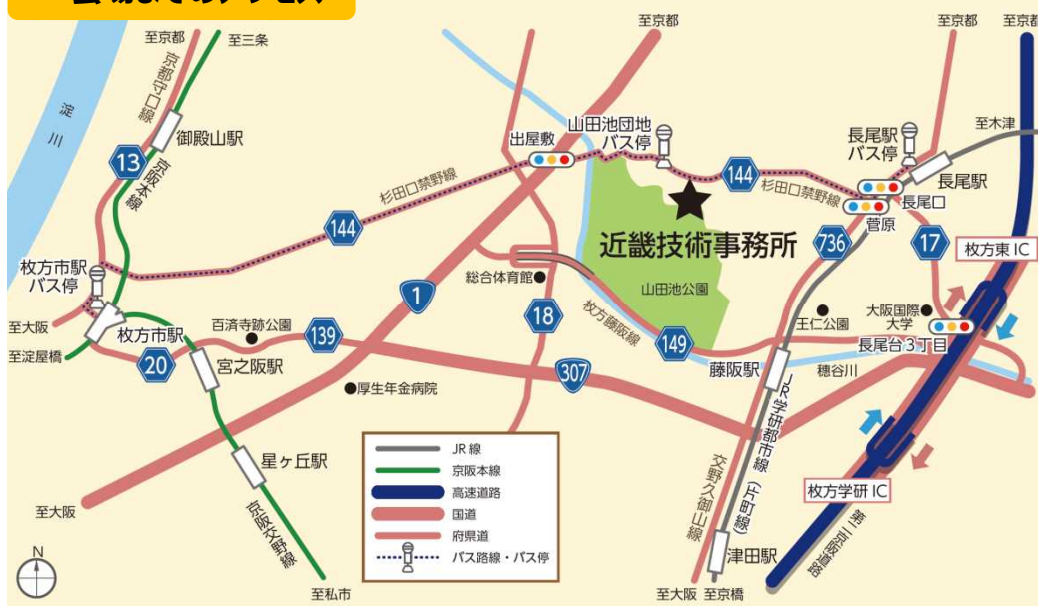 会場までのアクセス
至京都
至三条
至京都
至京都
至京都
京都守口線
淀川
御殿山駅
13
京阪本線
出屋敷
山田池団地
バス停
長尾駅
バス停
至木津
長尾駅
杉田口禁野線
144
144
杉田口禁野線
長尾口
菅原
近畿技術事務所
736
17
枚方東IC
枚方市駅
バス停
1
総合体育館
山田池公園
18
枚方藤阪線
149
王仁公園
大阪国際
大学
長尾台3丁目
至大阪
枚方市駅
百済寺跡公園
139
至淀屋橋
20
宮之阪駅
307
藤阪駅
穂谷川
厚生年金病院
JR学研都市線(片町線)
星ヶ丘駅
JR線
京阪本線
高速道路
国道
府県道
バス路線・バス停
交野久御山線
枚方学研IC
第二京阪道路
至大阪
京阪交野線
津田駅
N
至私市
至大阪
至京橋